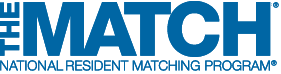 THE MATCH®
NATIONAL RESIDENT MATCHING PROGRAM®